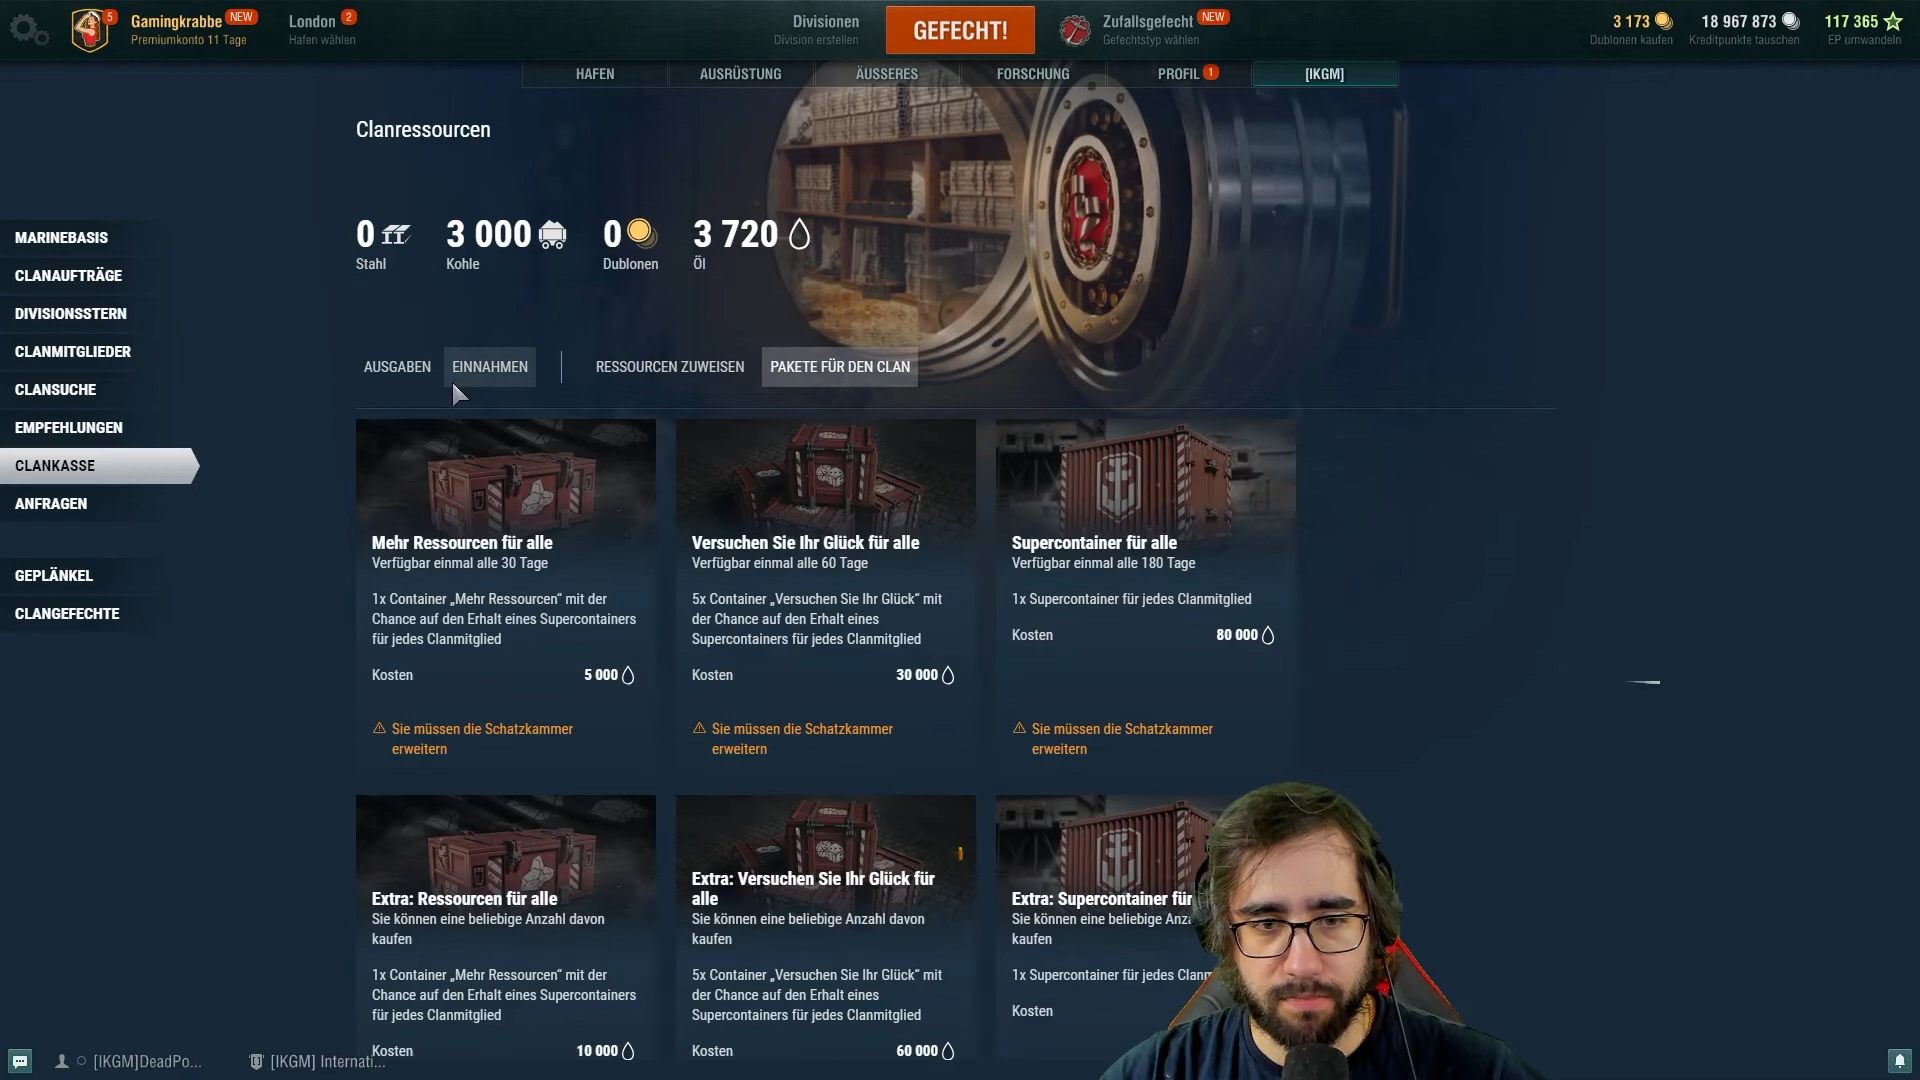 5
Gamingkrabbe NEW
Premiumkonto 11 Tage
London 2
Hafen wählen
Divisionen
Division erstellen
GEFECHT!
Zufallsgefecht NEW
Gefechtstyp wählen
3 173
Dublonen kaufen
18 967 873
Kreditpunkte tauschen
117 365
EP umwandeln
HAFEN
AUSRÜSTUNG
ÄUSSERES
FORSCHUNG
PROFIL 1
[IKGM]
Clanressourcen
0
Stahl
3 000
Kohle
0
Dublonen
3 720
Öl
MARINEBASIS
CLANAUFTRÄGE
DIVISIONSSTERN
CLANMITGLIEDER
CLANSUCHE
EMPFEHLUNGEN
CLANKASSE
ANFRAGEN
GEPLÄNKEL
CLANGEFECHTE
AUSGABEN
EINNAHMEN
RESSOURCEN ZUWEISEN
PAKETE FÜR DEN CLAN
Mehr Ressourcen für alle
Verfügbar einmal alle 30 Tage
1x Container „Mehr Ressourcen“ mit der
Chance auf den Erhalt eines Supercontainers
für jedes Clanmitglied
Kosten 5 000
Sie müssen die Schatzkammer
erweitern
Versuchen Sie Ihr Glück für alle
Verfügbar einmal alle 60 Tage
5x Container „Versuchen Sie Ihr Glück“ mit
der Chance auf den Erhalt eines
Supercontainers für jedes Clanmitglied
Kosten 30 000
Sie müssen die Schatzkammer
erweitern
Supercontainer für alle
Verfügbar einmal alle 180 Tage
1x Supercontainer für jedes Clanmitglied
Kosten 80 000
Sie müssen die Schatzkammer
erweitern
Extra: Ressourcen für alle
Sie können eine beliebige Anzahl davon
kaufen
1x Container „Mehr Ressourcen“ mit der
Chance auf den Erhalt eines Supercontainers
für jedes Clanmitglied
Kosten 10 000
Extra: Versuchen Sie Ihr Glück für
alle
Sie können eine beliebige Anzahl davon
kaufen
5x Container „Versuchen Sie Ihr Glück“ mit
der Chance auf den Erhalt eines
Supercontainers für jedes Clanmitglied
Kosten 60 000
Extra: Supercontainer für
Sie können eine beliebige Anza
kaufen
1x Supercontainer für jedes Clanm
Kosten
[IKGM]DeadPo...
[IKGM] Internati...